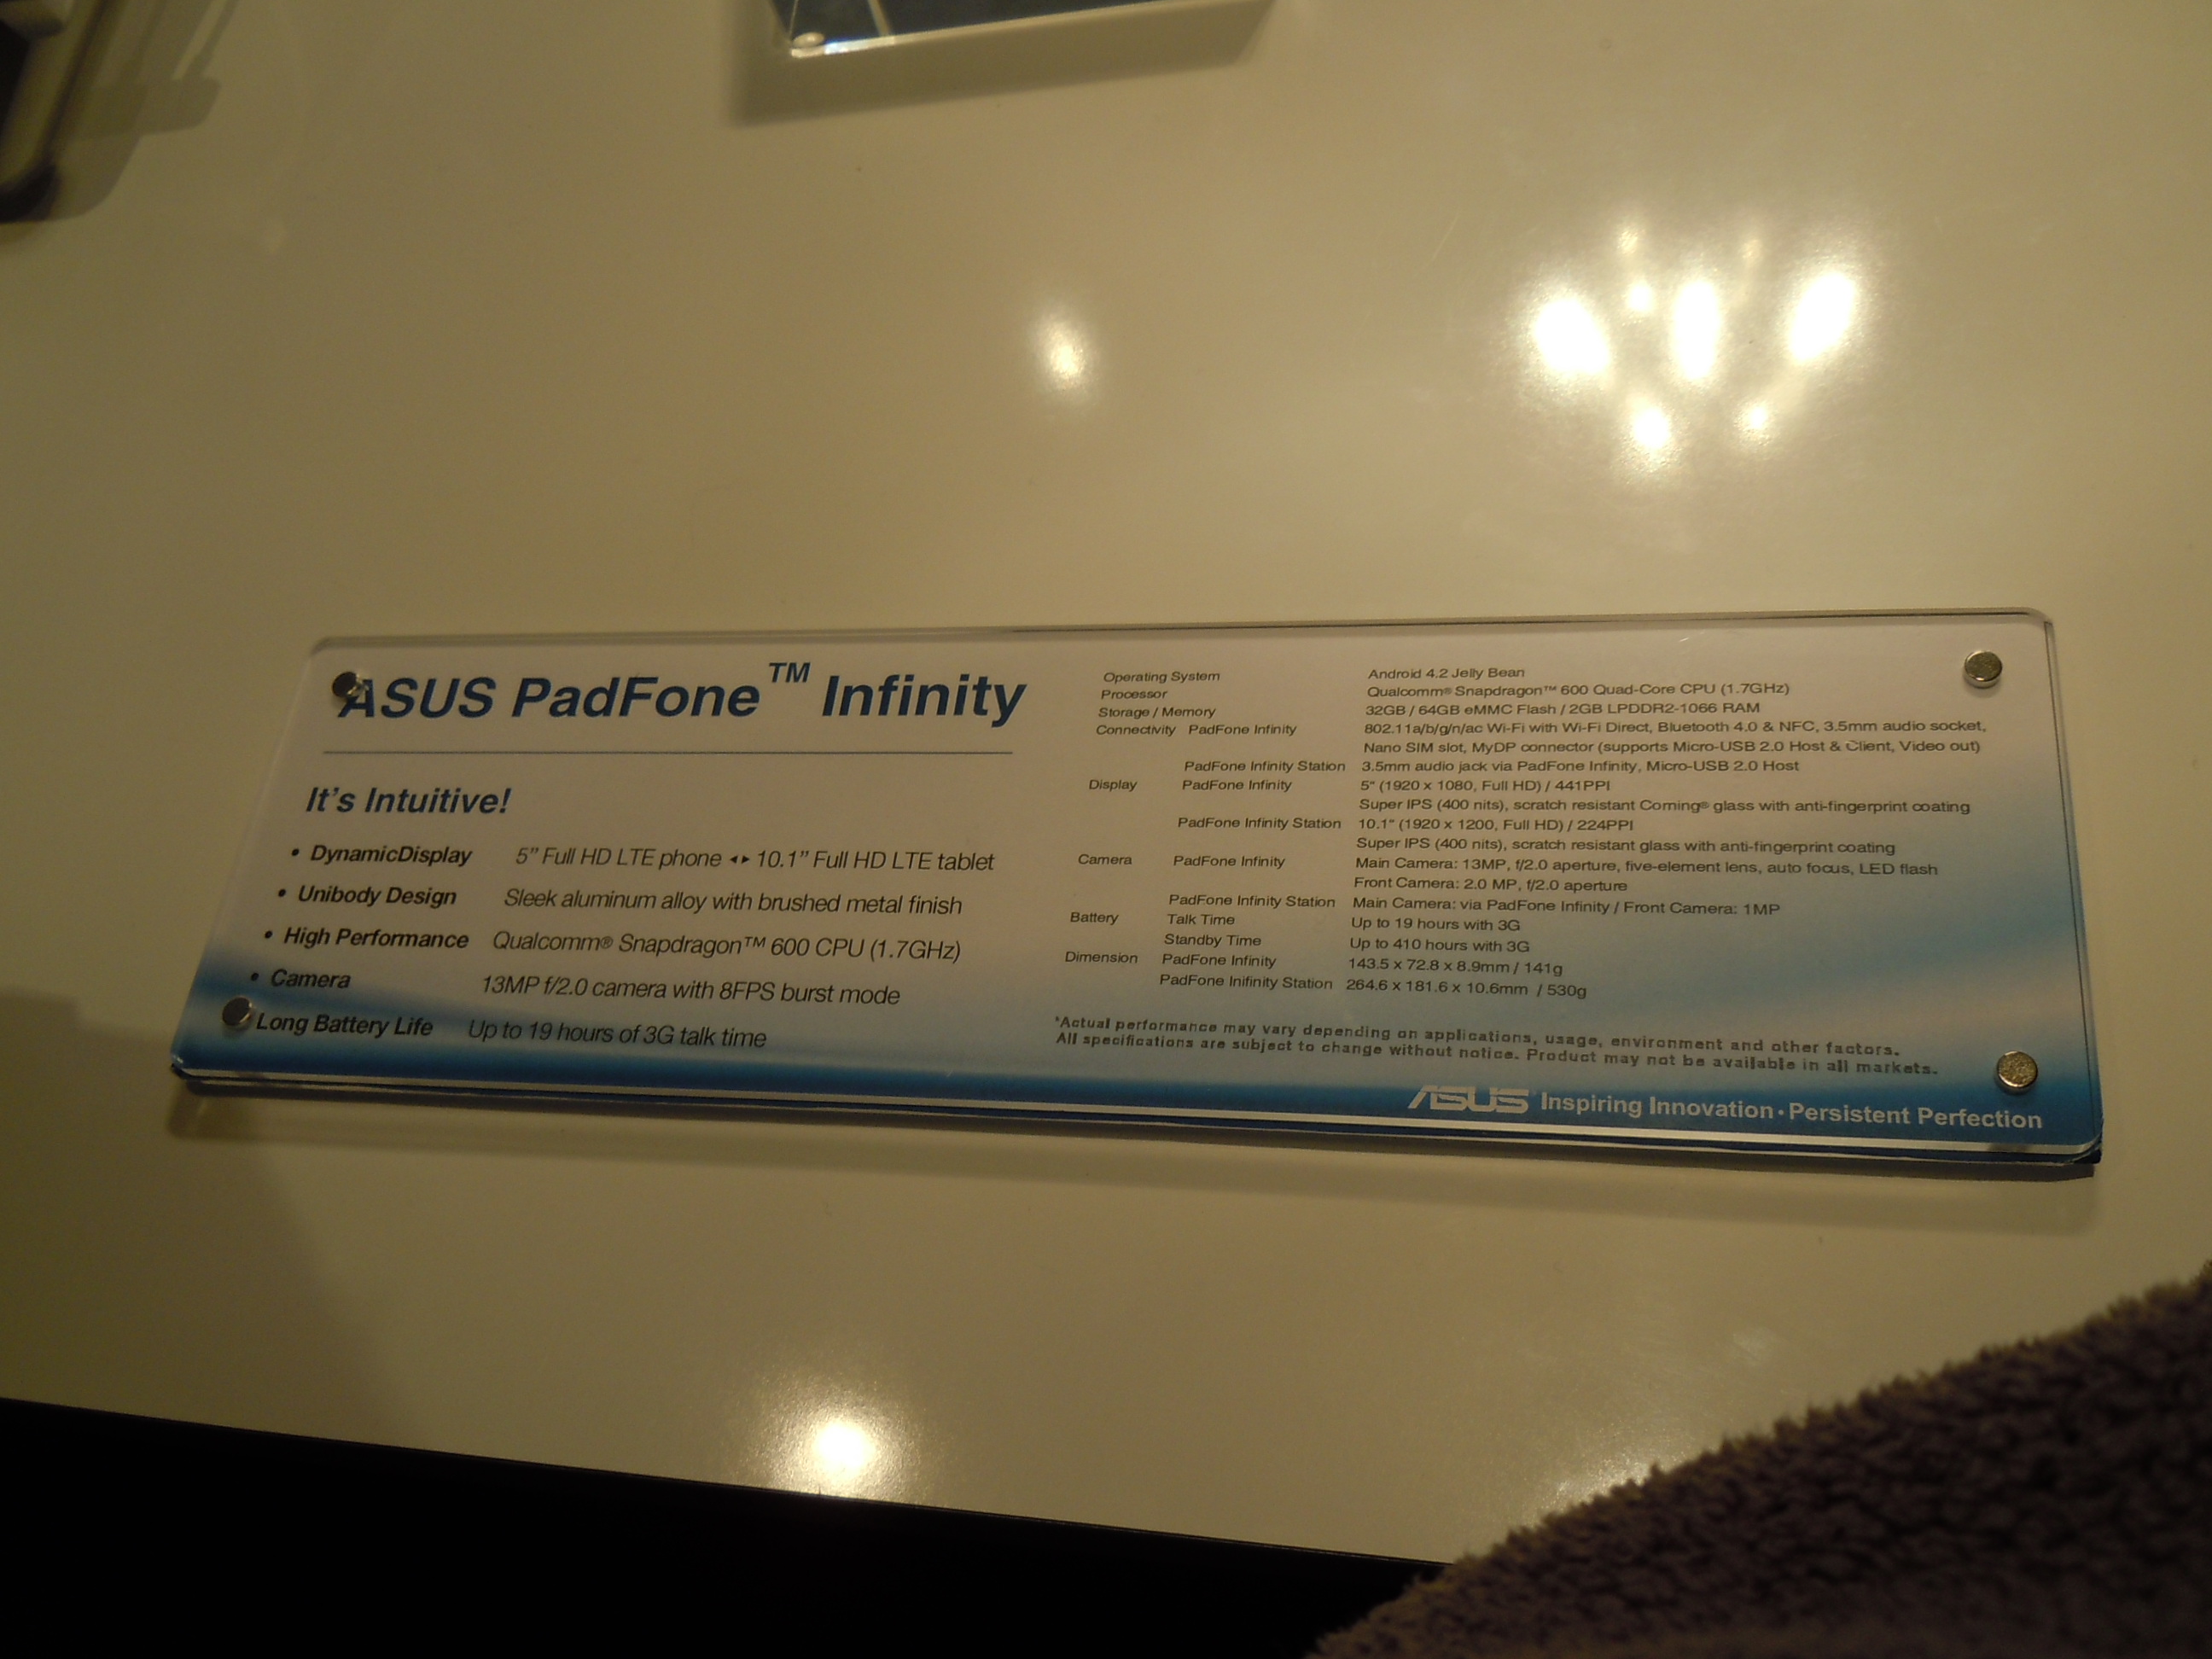 ASUS PadFone™ Infinity
It's Intuitive!
• DynamicDisplay 5" Full HD LTE phone ◂▸ 10.1" Full HD LTE tablet
• Unibody Design Sleek aluminum alloy with brushed metal finish
• High Performance Qualcomm® Snapdragon™ 600 CPU (1.7GHz)
• Camera 13MP f/2.0 camera with 8FPS burst mode
Long Battery Life Up to 19 hours of 3G talk time
Operating System Android 4.2 Jelly Bean
Processor Qualcomm® Snapdragon™ 600 Quad-Core CPU (1.7GHz)
Storage / Memory 32GB / 64GB eMMC Flash / 2GB LPDDR2-1066 RAM
Connectivity PadFone Infinity 802.11a/b/g/n/ac Wi-Fi with Wi-Fi Direct, Bluetooth 4.0 & NFC, 3.5mm audio socket,
Nano SIM slot, MyDP connector (supports Micro-USB 2.0 Host & Client, Video out)
PadFone Infinity Station 3.5mm audio jack via PadFone Infinity, Micro-USB 2.0 Host
Display PadFone Infinity 5" (1920 x 1080, Full HD) / 441PPI
Super IPS (400 nits), scratch resistant Corning® glass with anti-fingerprint coating
PadFone Infinity Station 10.1" (1920 x 1200, Full HD) / 224PPI
Super IPS (400 nits), scratch resistant glass with anti-fingerprint coating
Camera PadFone Infinity Main Camera: 13MP, f/2.0 aperture, five-element lens, auto focus, LED flash
Front Camera: 2.0 MP, f/2.0 aperture
PadFone Infinity Station Main Camera: via PadFone Infinity / Front Camera: 1MP
Battery Talk Time Up to 19 hours with 3G
Standby Time Up to 410 hours with 3G
Dimension PadFone Infinity 143.5 x 72.8 x 8.9mm / 141g
PadFone Inifinity Station 264.6 x 181.6 x 10.6mm / 530g
*Actual performance may vary depending on applications, usage, environment and other factors.
All specifications are subject to change without notice. Product may not be available in all markets.
ASUS Inspiring Innovation • Persistent Perfection